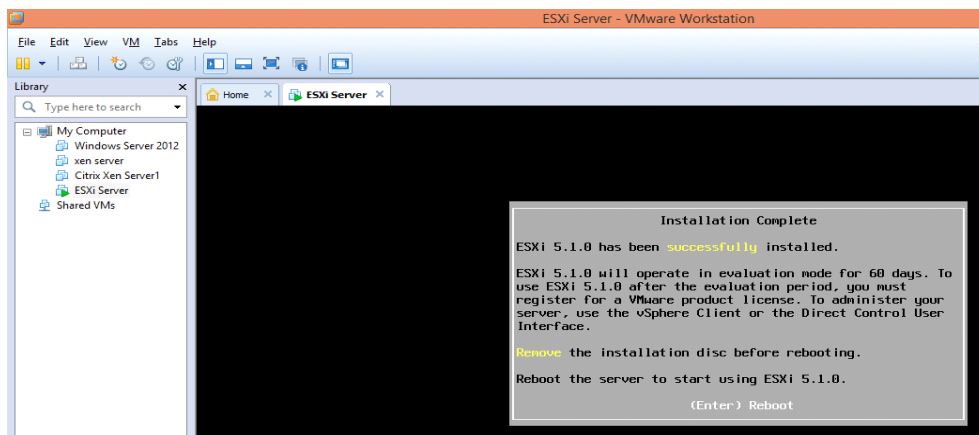 ESXi Server - VMware Workstation
File Edit View VM Tabs Help
Library
Type here to search
My Computer
Windows Server 2012
xen server
Citrix Xen Server1
ESXi Server
Shared VMs
Home
ESXi Server
Installation Complete
ESXi 5.1.0 has been successfully installed.
ESXi 5.1.0 will operate in evaluation mode for 60 days. To
use ESXi 5.1.0 after the evaluation period, you must
register for a VMware product license. To administer your
server, use the vSphere Client or the Direct Control User
Interface.
Remove the installation disc before rebooting.
Reboot the server to start using ESXi 5.1.0.
(Enter) Reboot